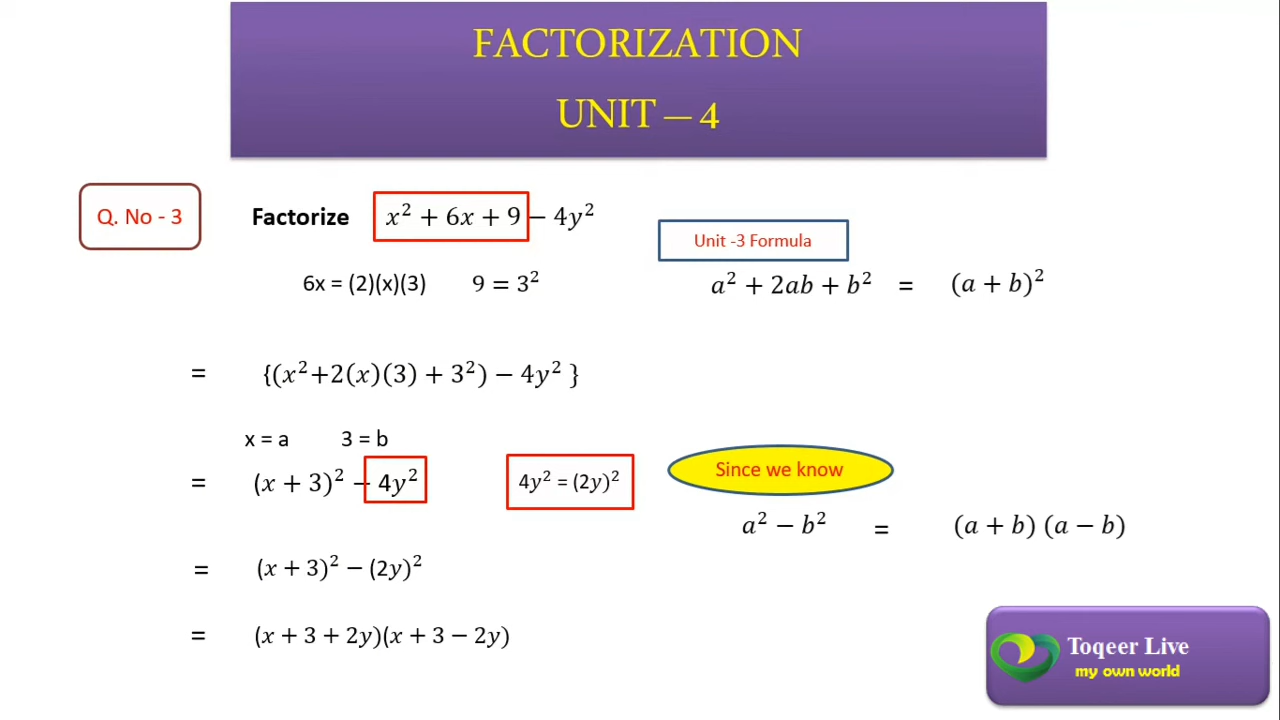 FACTORIZATION
UNIT – 4
Q. No - 3
Factorize x² + 6x + 9 − 4y²
Unit -3 Formula
6x = (2)(x)(3) 9 = 3²
a² + 2ab + b² = (a + b)²
= {(x²+2(x)(3) + 3²) − 4y² }
x = a 3 = b
= (x + 3)² − 4y²
4y² = (2y)²
Since we know
a² − b² = (a + b) (a − b)
= (x + 3)² − (2y)²
= (x + 3 + 2y)(x + 3 − 2y)
Toqeer Live
my own world